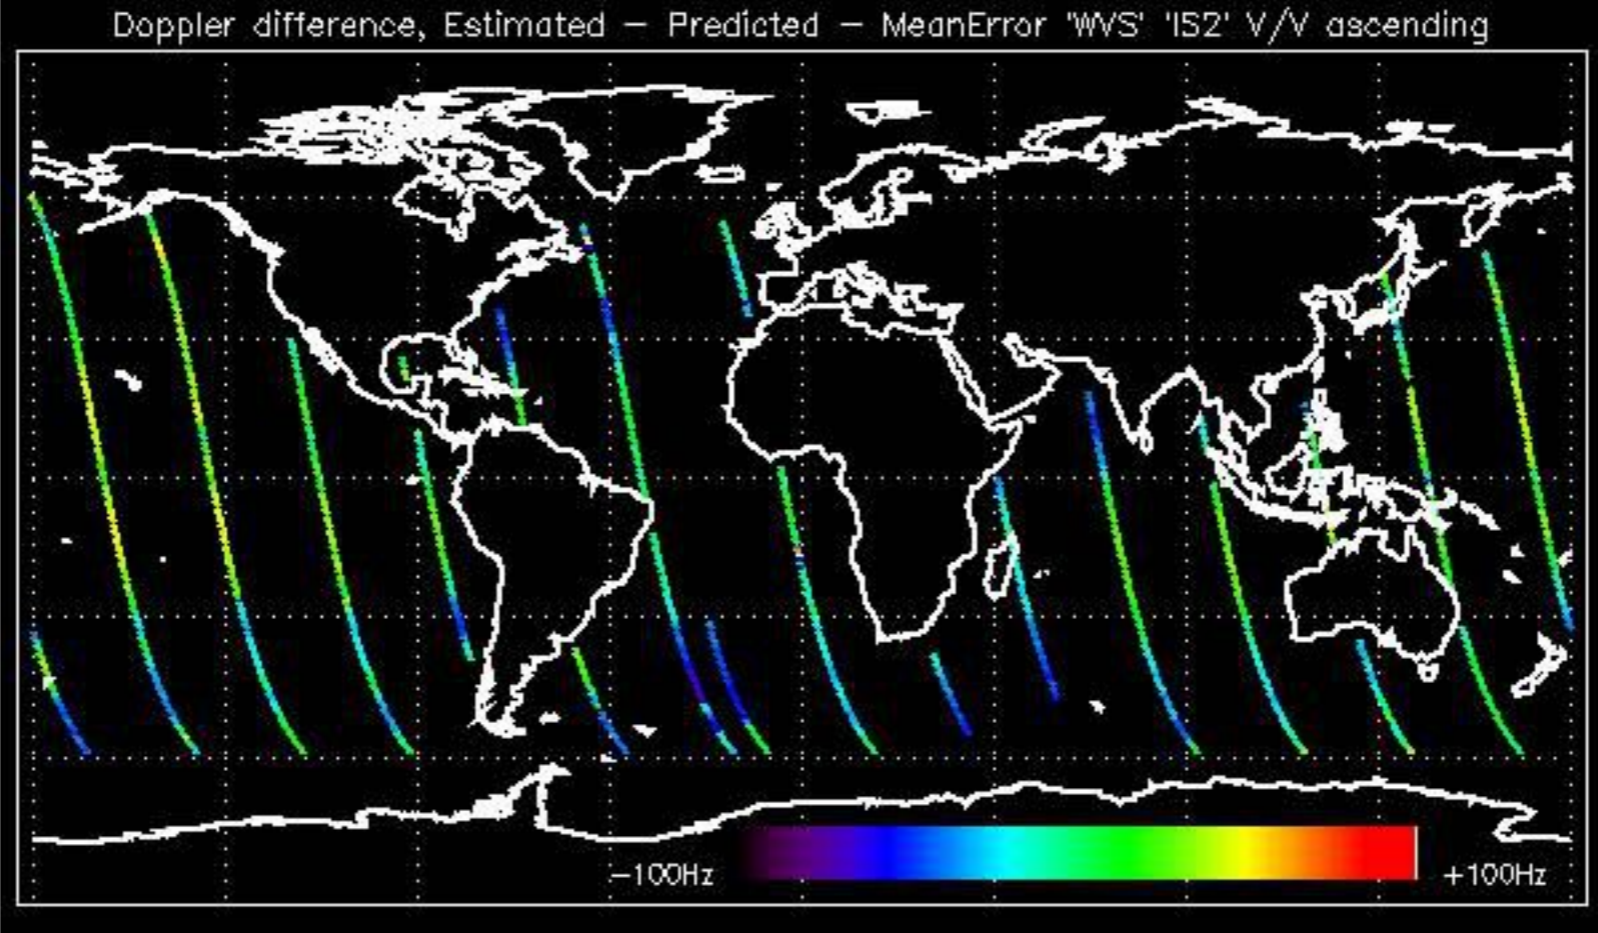 Doppler difference, Estimated — Predicted — MeanError 'WVS' 'IS2' V/V ascending
−100Hz +100Hz